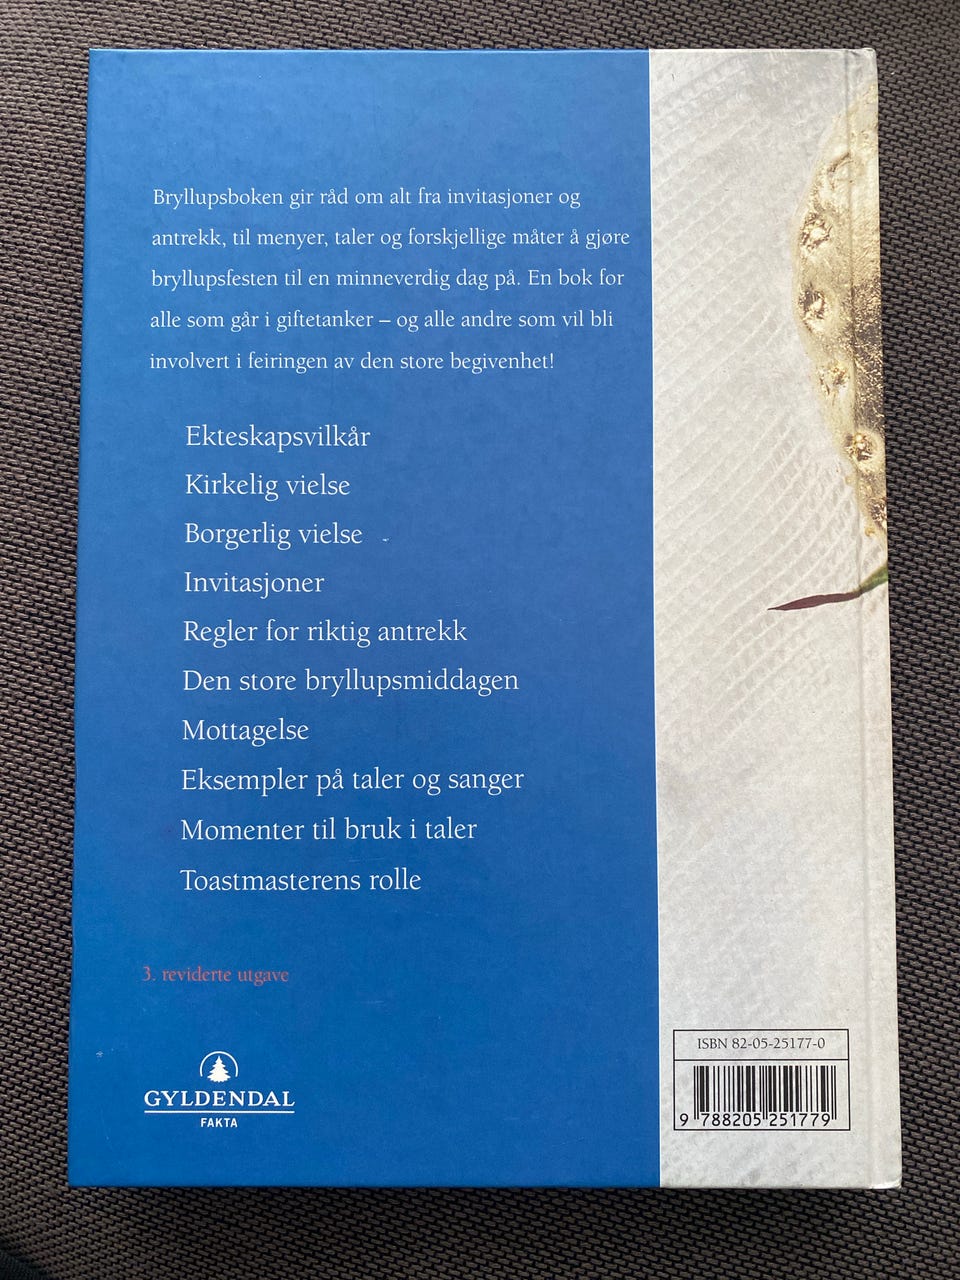 Bryllupsboken gir råd om alt fra invitasjoner og
antrekk, til menyer, taler og forskjellige måter å gjøre
bryllupsfesten til en minneverdig dag på. En bok for
alle som går i giftetanker – og alle andre som vil bli
involvert i feiringen av den store begivenhet!
Ekteskapsvilkår
Kirkelig vielse
Borgerlig vielse
Invitasjoner
Regler for riktig antrekk
Den store bryllupsmiddagen
Mottagelse
Eksempler på taler og sanger
Momenter til bruk i taler
Toastmasterens rolle
3. reviderte utgave
GYLDENDAL
FAKTA
ISBN 82-05-25177-0
9 788205 251779